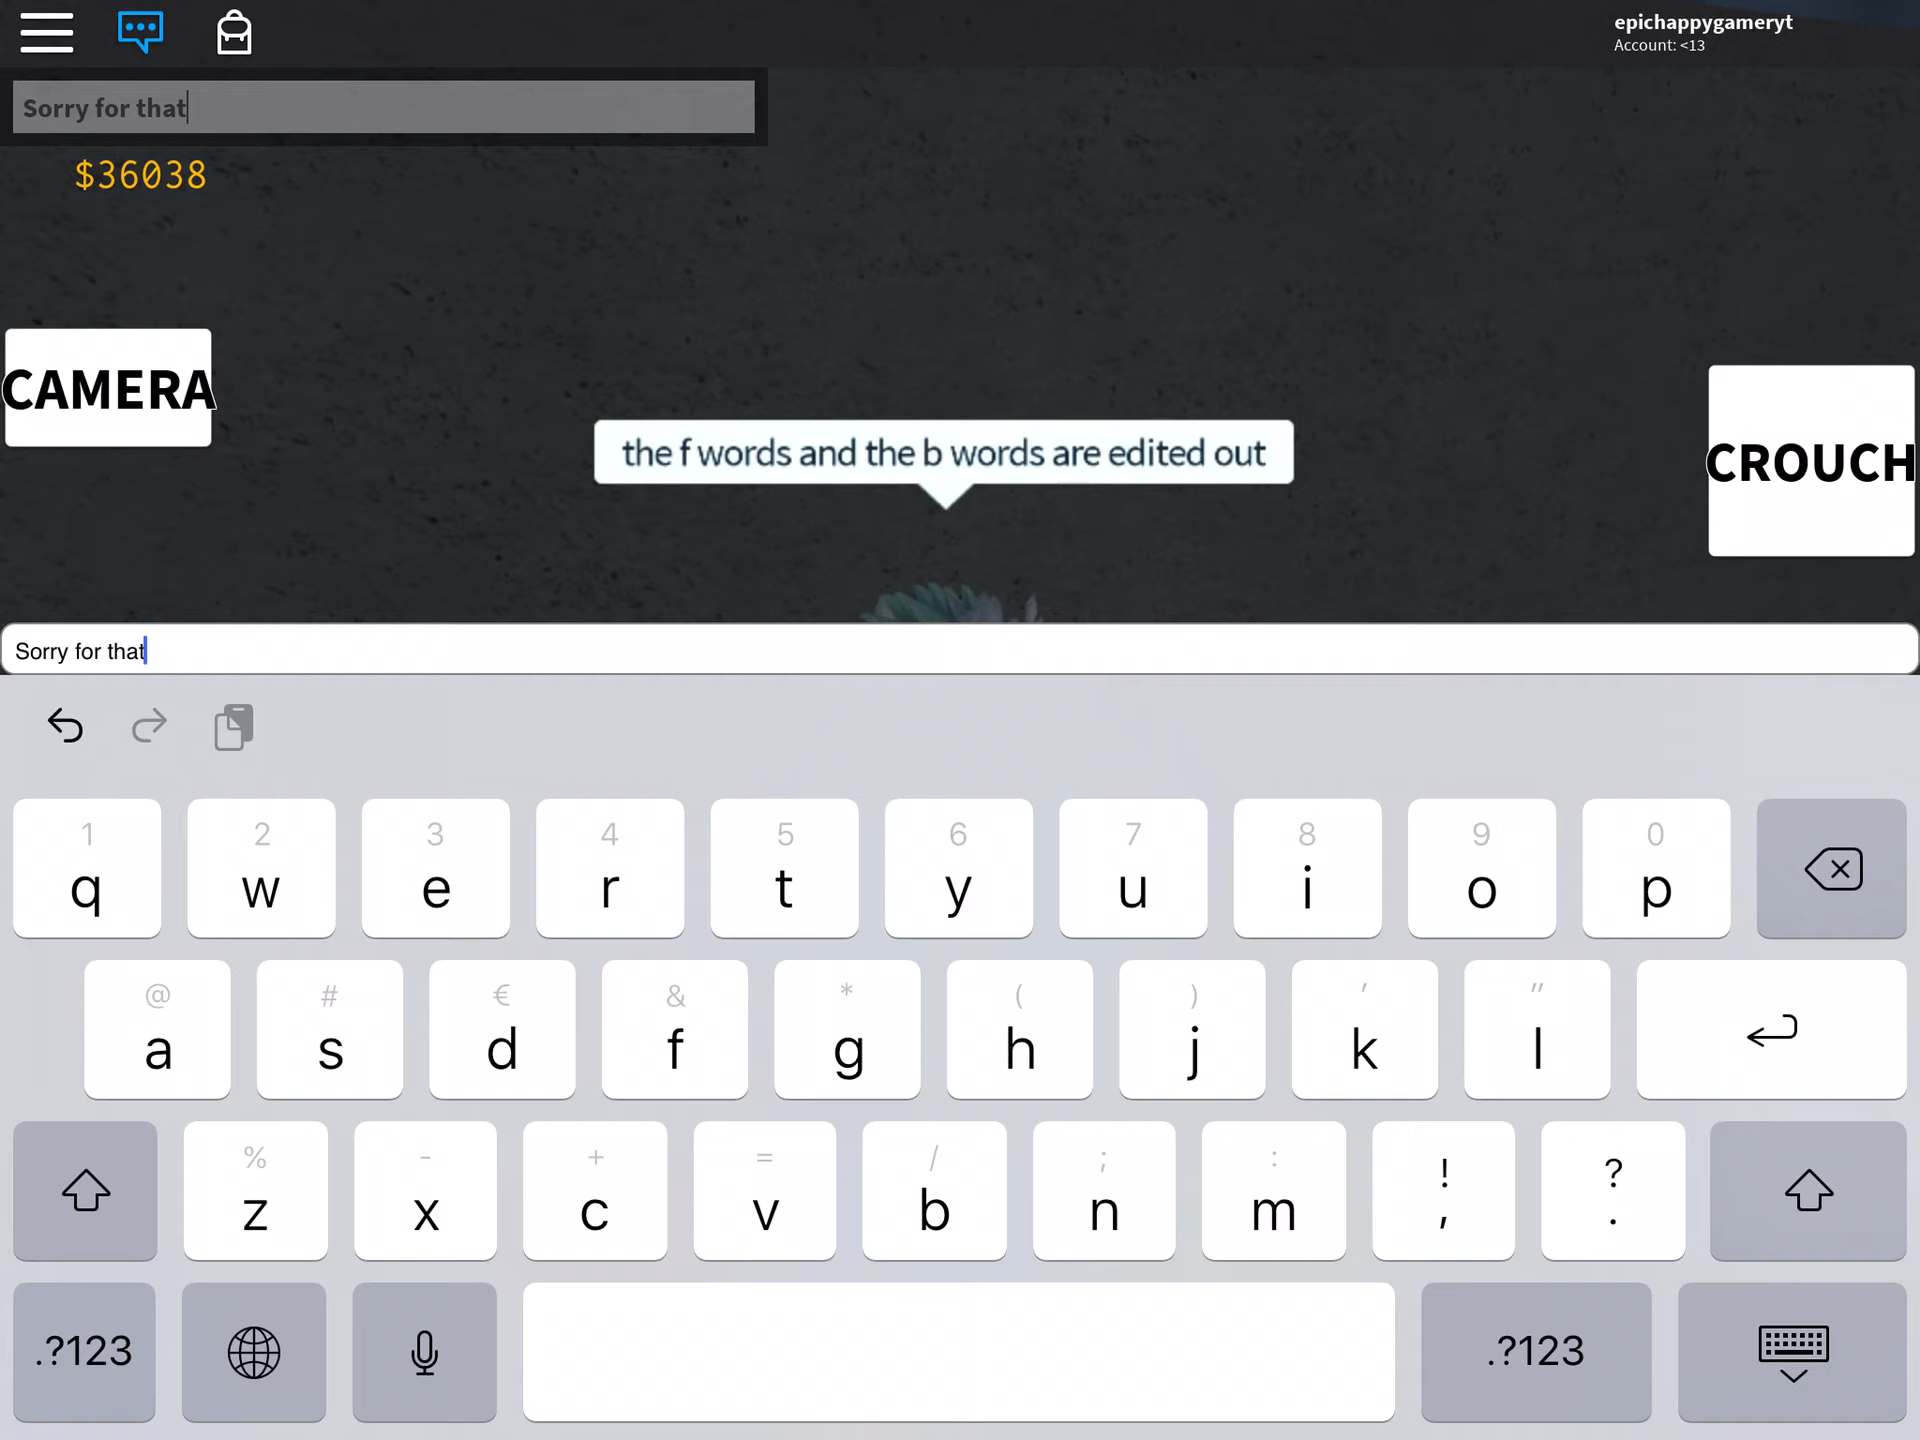 epichappygameryt
Account: <13
Sorry for that
$36038
CAMERA
the f words and the b words are edited out
CROUCH
Sorry for that
1 2 3 4 5 6 7 8 9 0
q w e r t y u i o p
@ # € & * ( ) ' "
a s d f g h j k l
% - + = / ; : ! ?
z x c v b n m , .
.?123 .?123